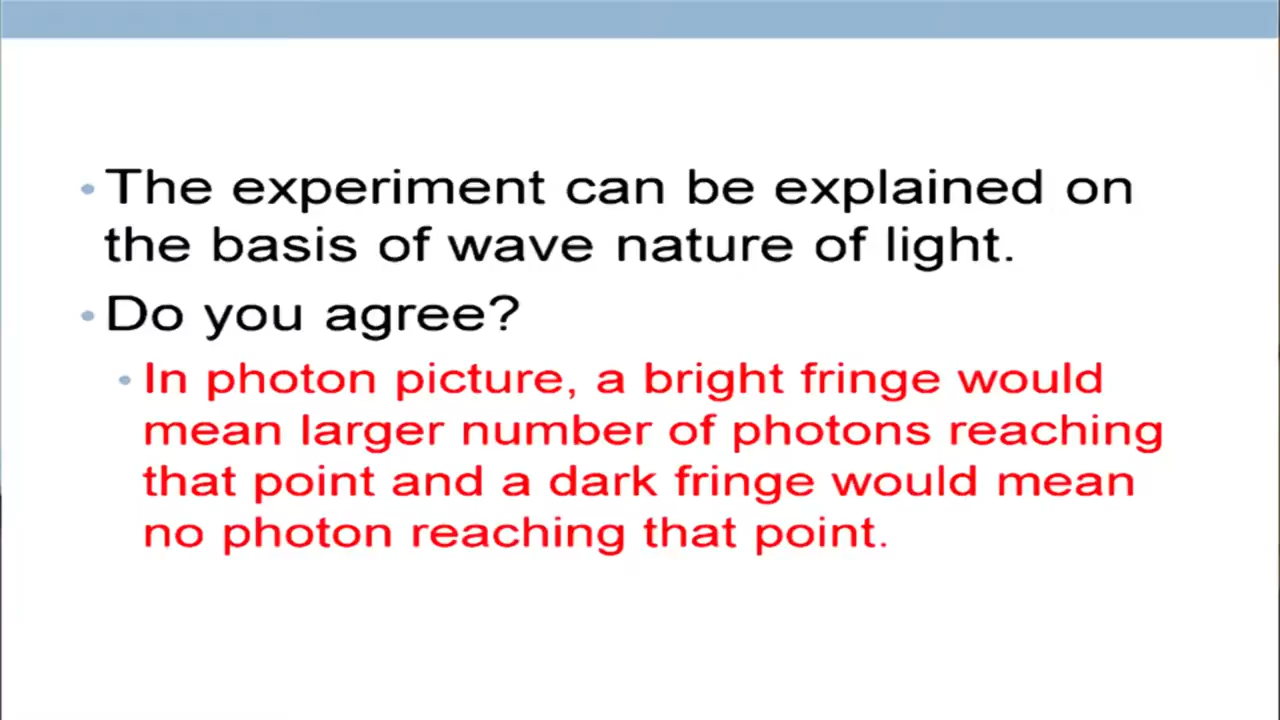 The experiment can be explained on
the basis of wave nature of light.
Do you agree?
In photon picture, a bright fringe would
mean larger number of photons reaching
that point and a dark fringe would mean
no photon reaching that point.